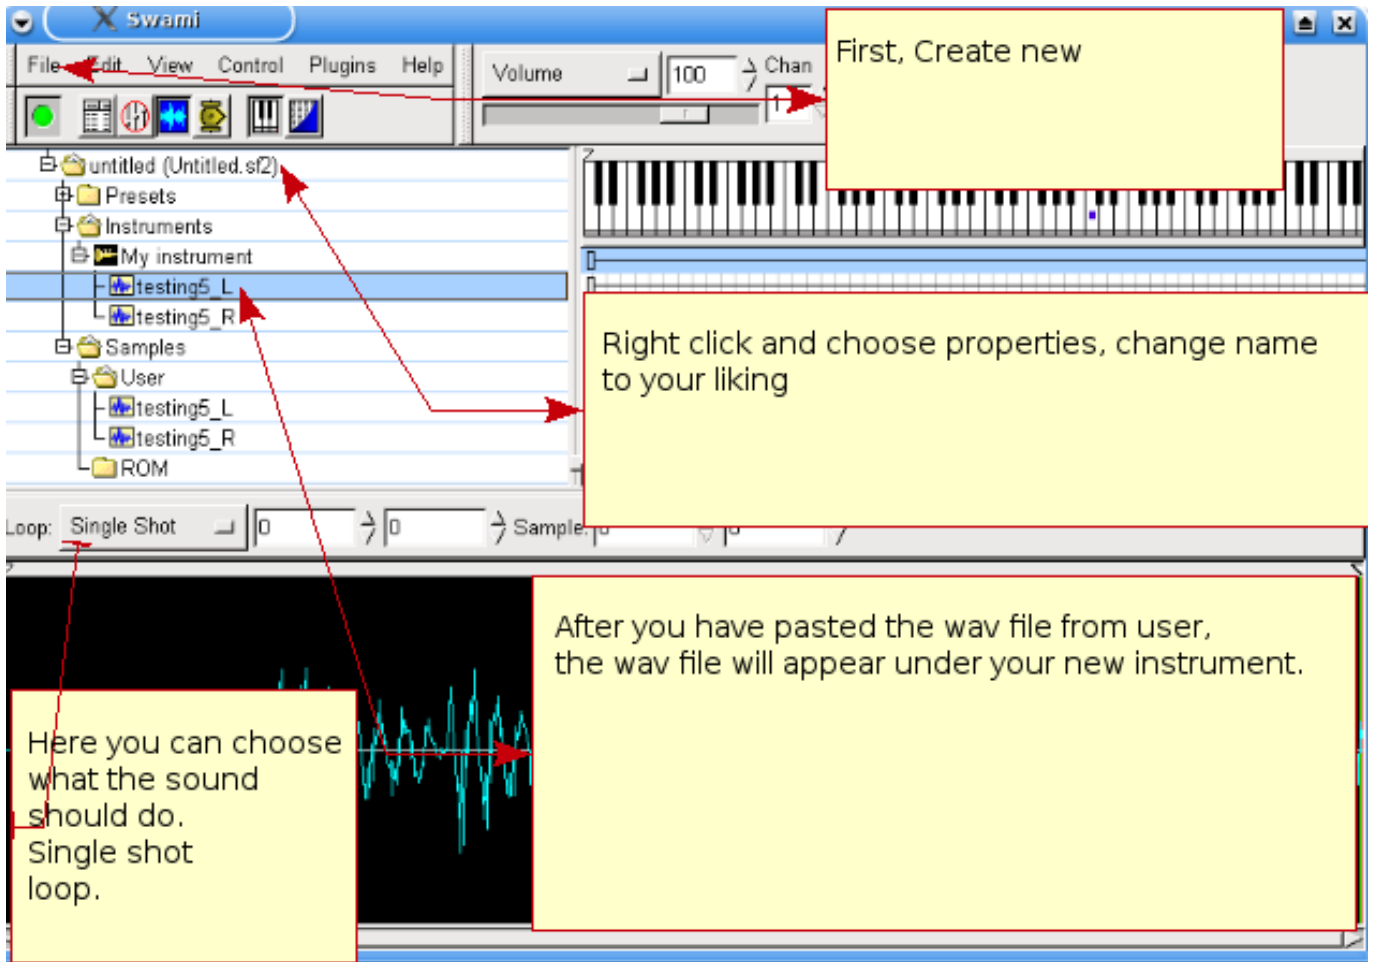 Swami
First, Create new
File Edit View Control Plugins Help
Volume
100
Chan
1
untitled (Untitled.sf2)
Presets
Instruments
My instrument
testing5_L
testing5_R
Samples
User
testing5_L
testing5_R
ROM
Right click and choose properties, change name
to your liking
Loop: Single Shot 0 0 Sample: 0 0
After you have pasted the wav file from user,
the wav file will appear under your new instrument.
Here you can choose
what the sound
should do.
Single shot
loop.